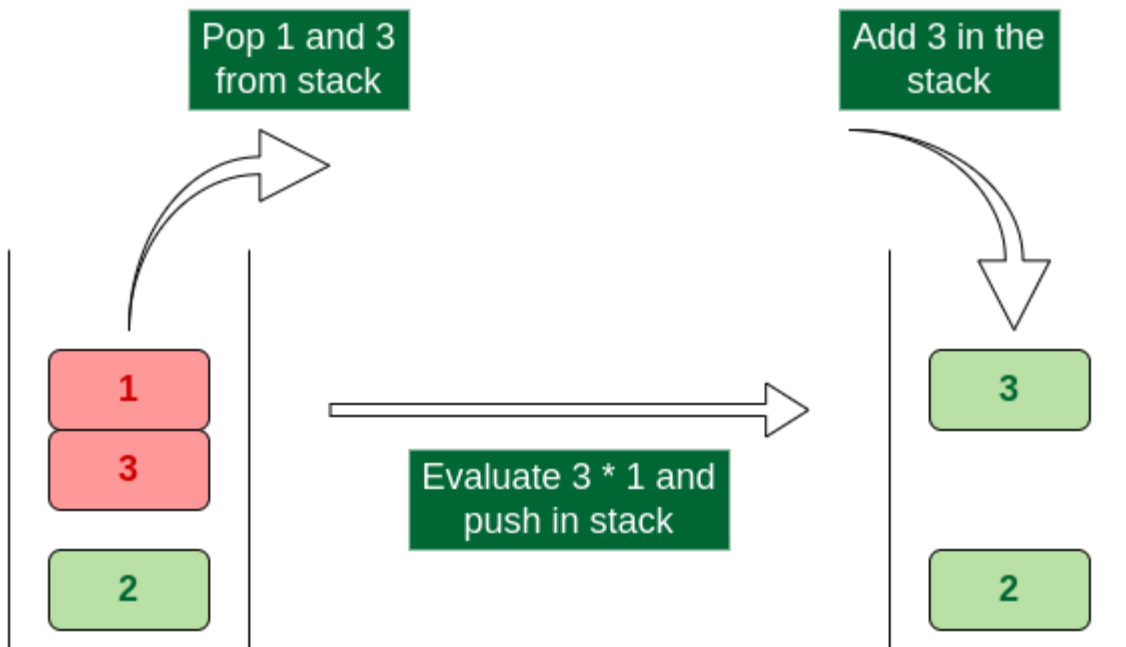 Pop 1 and 3
from stack
Add 3 in the
stack
1
3
2
Evaluate 3 * 1 and
push in stack
3
2